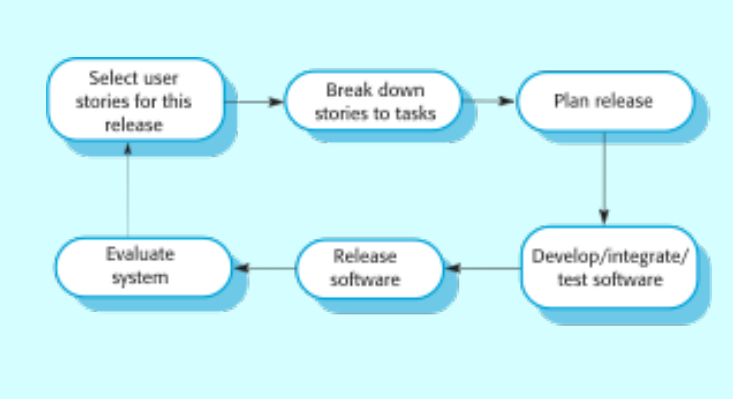 Select user
stories for this
release
Break down
stories to tasks
Plan release
Evaluate
system
Release
software
Develop/integrate/
test software